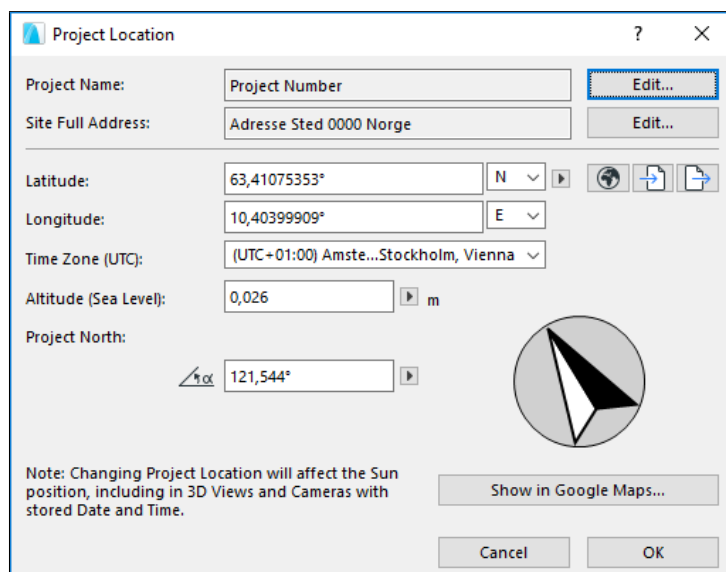 Project Location
Project Name: Project Number Edit...
Site Full Address: Adresse Sted 0000 Norge Edit...
Latitude: 63,41075353° N
Longitude: 10,40399909° E
Time Zone (UTC): (UTC+01:00) Amste...Stockholm, Vienna
Altitude (Sea Level): 0,026 m
Project North:
α 121,544°
Note: Changing Project Location will affect the Sun
position, including in 3D Views and Cameras with
stored Date and Time.
Show in Google Maps...
Cancel OK